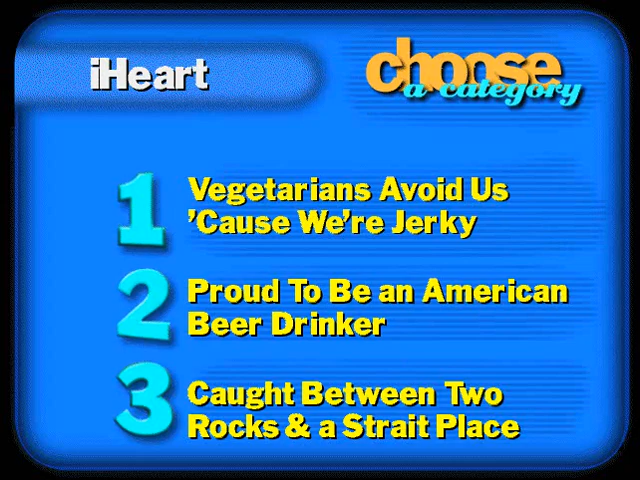 iHeart
choose
a category
1
Vegetarians Avoid Us
’Cause We’re Jerky
2
Proud To Be an American
Beer Drinker
3
Caught Between Two
Rocks & a Strait Place